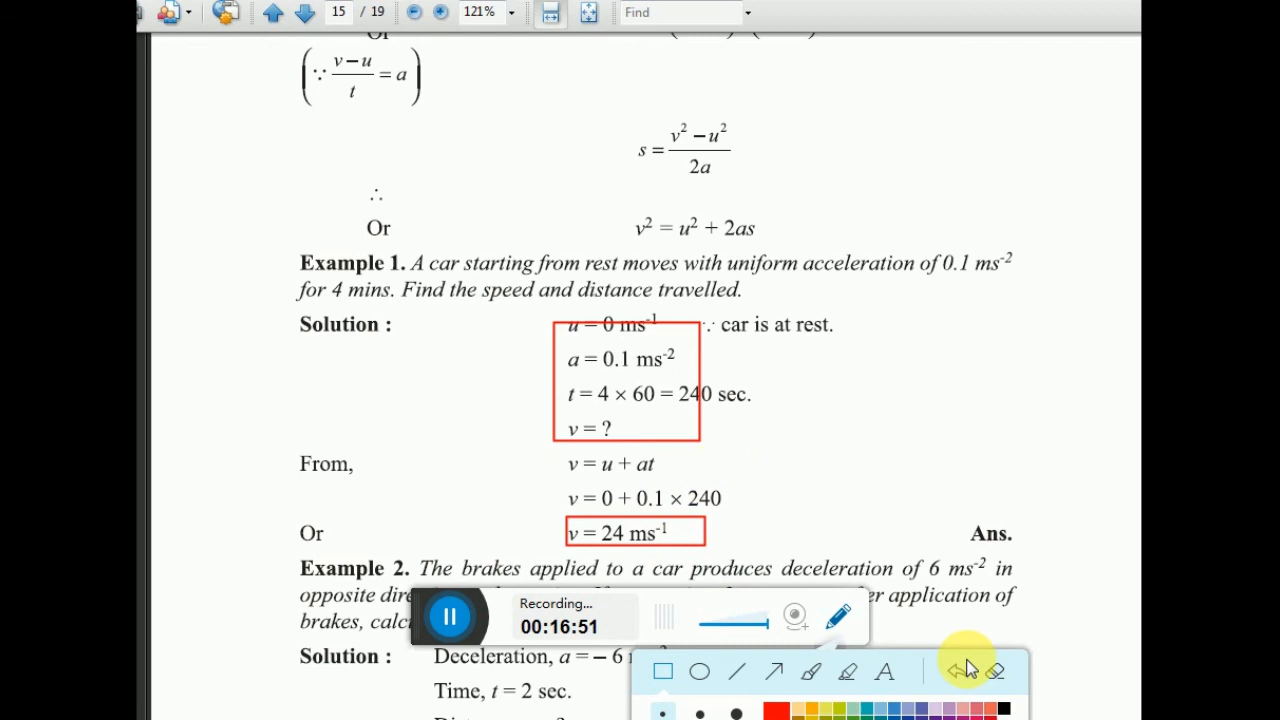 15 / 19 121% Find
Or
(∵ v – u / t = a)
s = v² – u² / 2a
∴
Or v² = u² + 2as
Example 1. A car starting from rest moves with uniform acceleration of 0.1 ms⁻²
for 4 mins. Find the speed and distance travelled.
Solution : u = 0 ms⁻¹ ∵ car is at rest.
a = 0.1 ms⁻²
t = 4 × 60 = 240 sec.
v = ?
From, v = u + at
v = 0 + 0.1 × 240
Or v = 24 ms⁻¹ Ans.
Example 2. The brakes applied to a car produces deceleration of 6 ms⁻² in
opposite application of
brakes,
Recording...
00:16:51
Solution : Deceleration, a = – 6
Time, t = 2 sec.
A